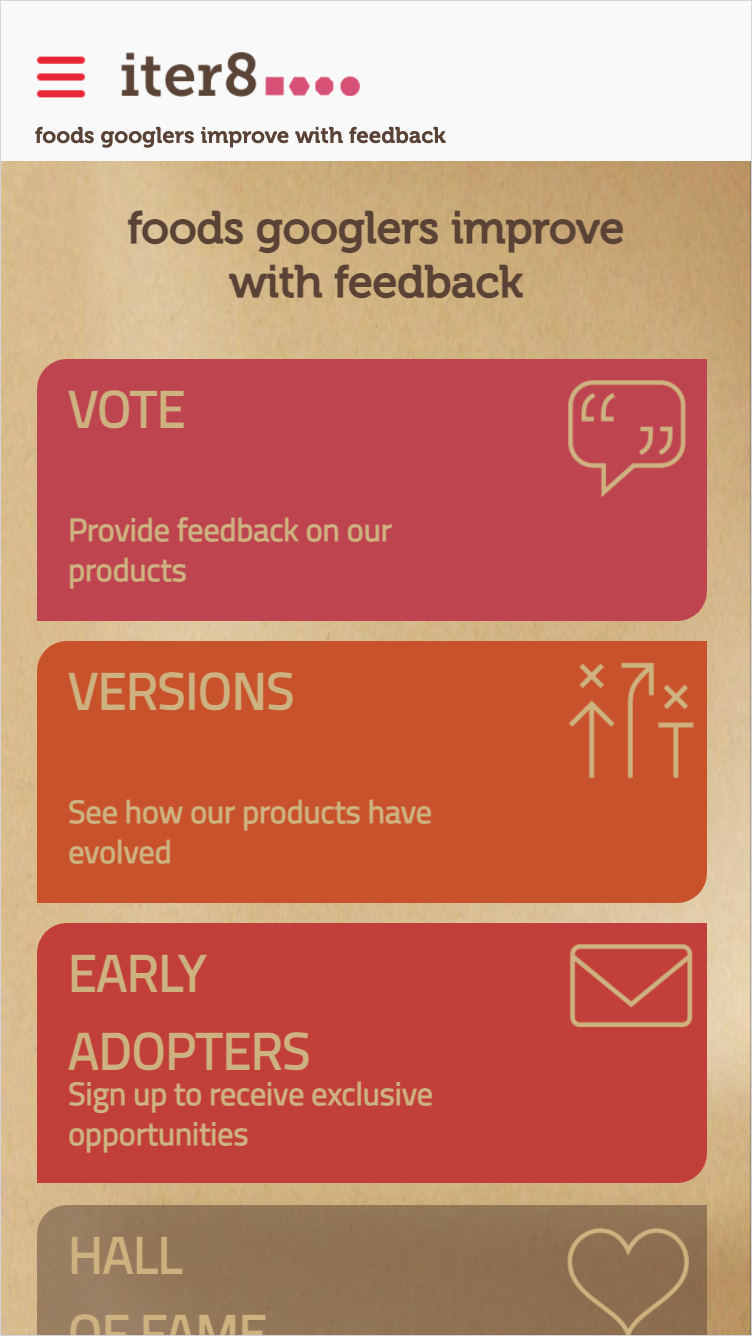 iter8
foods googlers improve with feedback
foods googlers improve
with feedback
VOTE
Provide feedback on our
products
VERSIONS
See how our products have
evolved
EARLY
ADOPTERS
Sign up to receive exclusive
opportunities
HALL
OF FAME